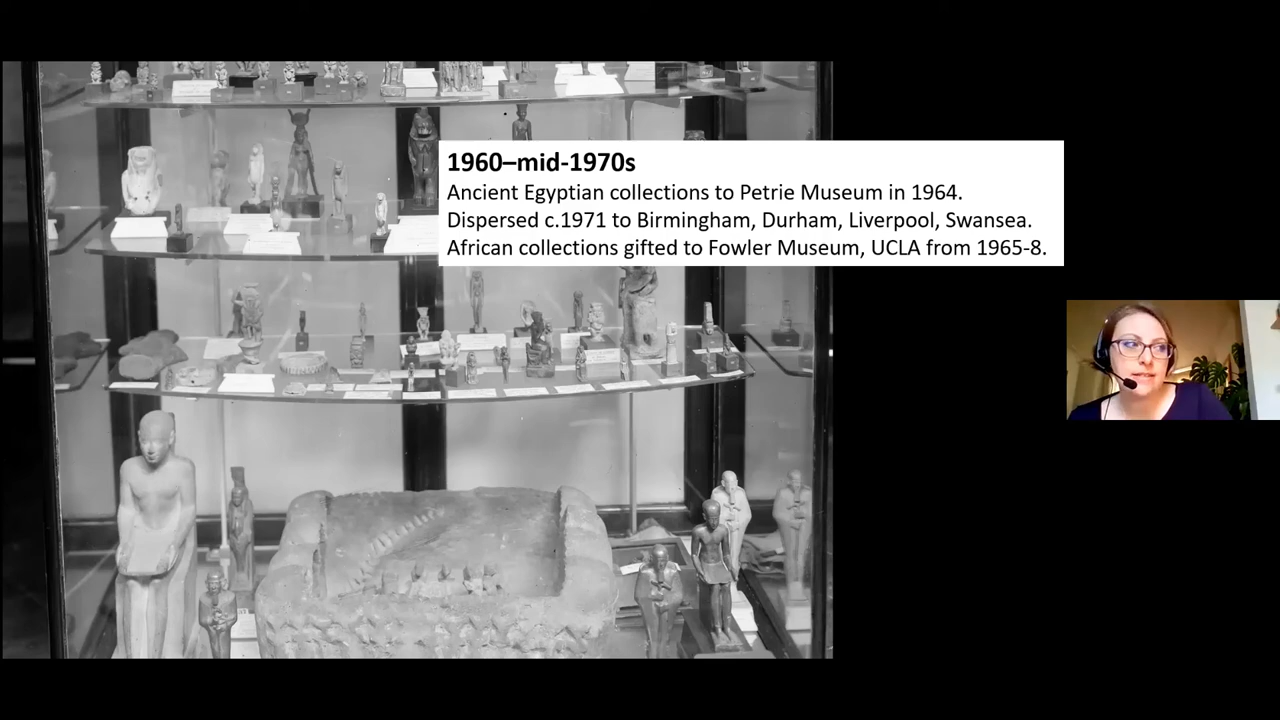 1960–mid-1970s
Ancient Egyptian collections to Petrie Museum in 1964.
Dispersed c.1971 to Birmingham, Durham, Liverpool, Swansea.
African collections gifted to Fowler Museum, UCLA from 1965-8.